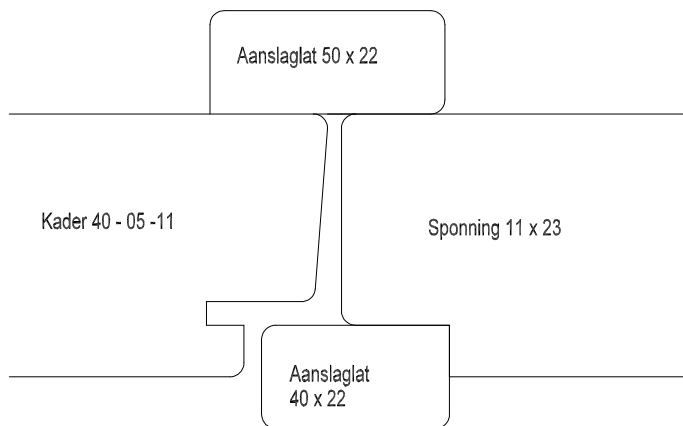 Aanslaglat 50 x 22
Kader 40 - 05 -11
Sponning 11 x 23
Aanslaglat
40 x 22